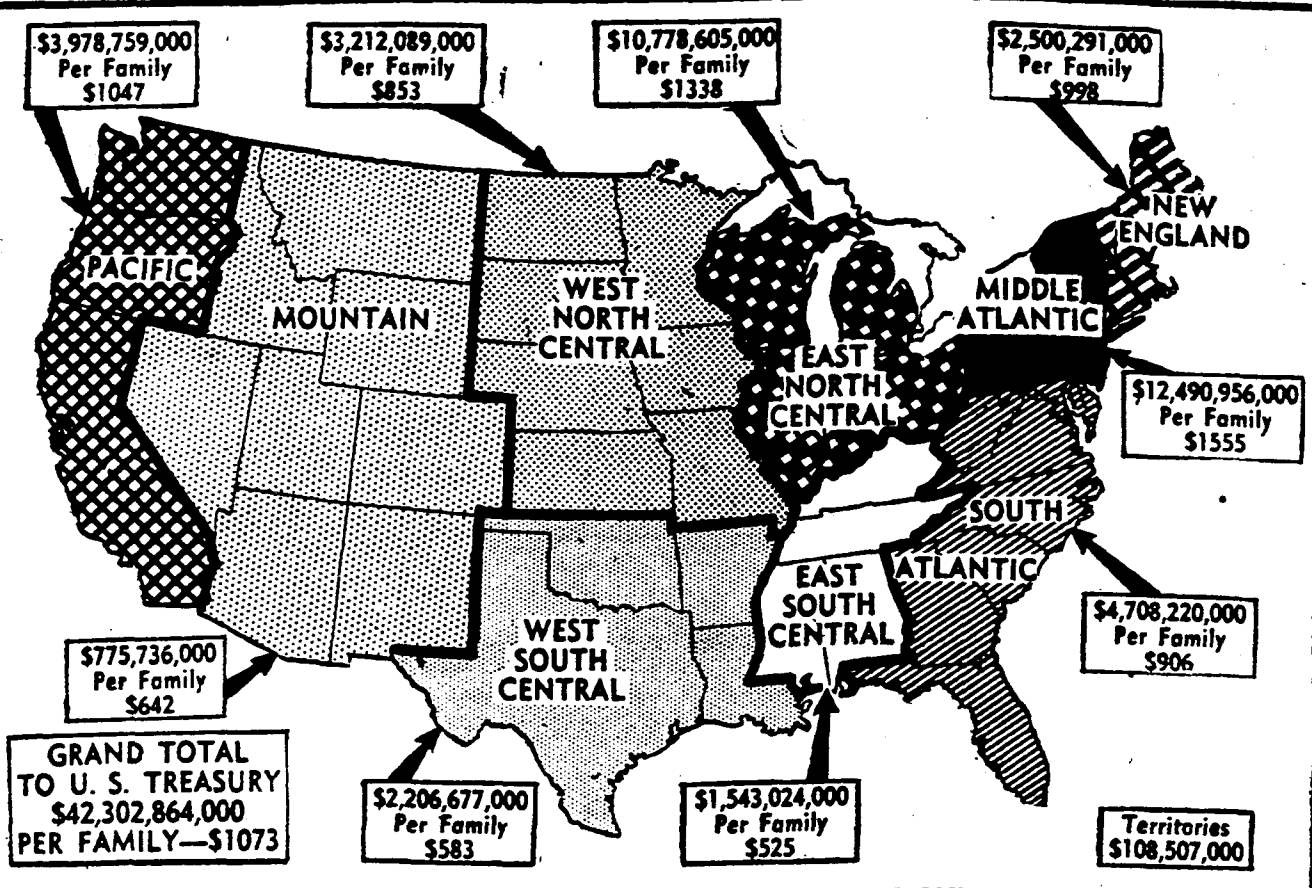 $3,978,759,000
Per Family
$1047
$3,212,089,000
Per Family
$853
$10,778,605,000
Per Family
$1338
$2,500,291,000
Per Family
$998
PACIFIC
MOUNTAIN
WEST
NORTH
CENTRAL
EAST
NORTH
CENTRAL
MIDDLE
ATLANTIC
NEW
ENGLAND
$12,490,956,000
Per Family
$1555
SOUTH
ATLANTIC
EAST
SOUTH
CENTRAL
WEST
SOUTH
CENTRAL
$4,708,220,000
Per Family
$906
$775,736,000
Per Family
$642
GRAND TOTAL
TO U. S. TREASURY
$42,302,864,000
PER FAMILY—$1073
$2,206,677,000
Per Family
$583
$1,543,024,000
Per Family
$525
Territories
$108,507,000